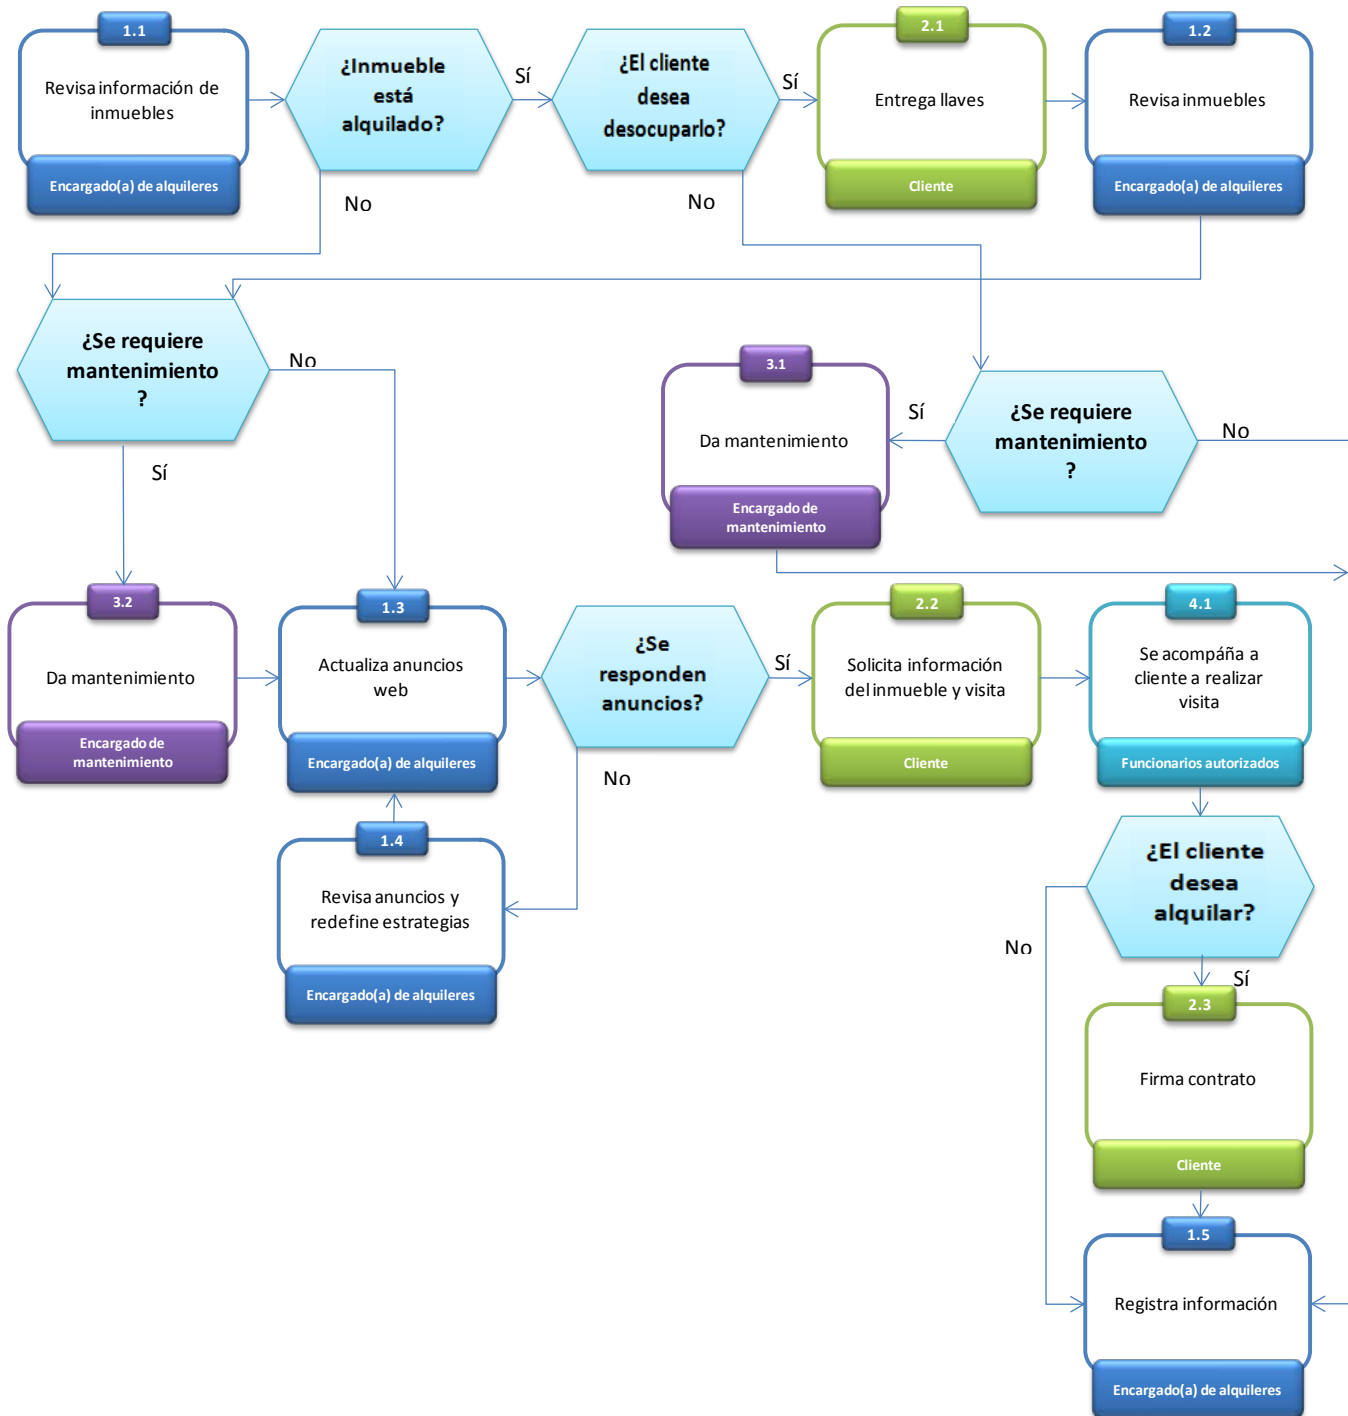 1.1
Revisa información de
inmuebles
Encargado(a) de alquileres
¿Inmueble
está
alquilado?
Sí
No
¿El cliente
desea
desocuparlo?
Sí
No
2.1
Entrega llaves
Cliente
1.2
Revisa inmuebles
Encargado(a) de alquileres
¿Se requiere
mantenimiento
?
No
Sí
3.1
Da mantenimiento
Encargado de
mantenimiento
Sí
¿Se requiere
mantenimiento
?
No
3.2
Da mantenimiento
Encargado de
mantenimiento
1.3
Actualiza anuncios
web
Encargado(a) de alquileres
¿Se
responden
anuncios?
Sí
No
2.2
Solicita información
del inmueble y visita
Cliente
4.1
Se acompáña a
cliente a realizar
visita
Funcionarios autorizados
1.4
Revisa anuncios y
redefine estrategias
Encargado(a) de alquileres
¿El cliente
desea
alquilar?
No
Sí
2.3
Firma contrato
Cliente
1.5
Registra información
Encargado(a) de alquileres